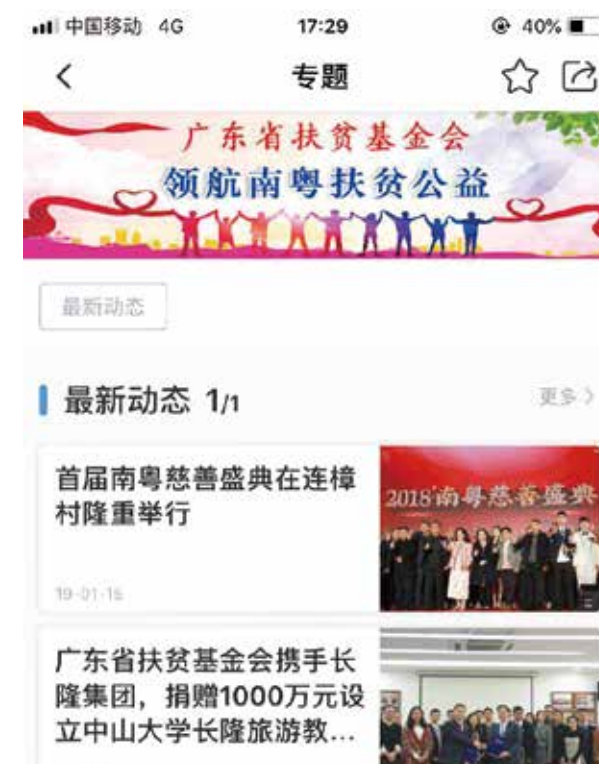 中国移动 4G 17:29 40%
专题
广东省扶贫基金会
领航南粤扶贫公益
最新动态
最新动态 1/1 更多
首届南粤慈善盛典在连樟
村隆重举行
2018南粤慈善盛典
19-01-15
广东省扶贫基金会携手长
隆集团，捐赠1000万元设
立中山大学长隆旅游教...